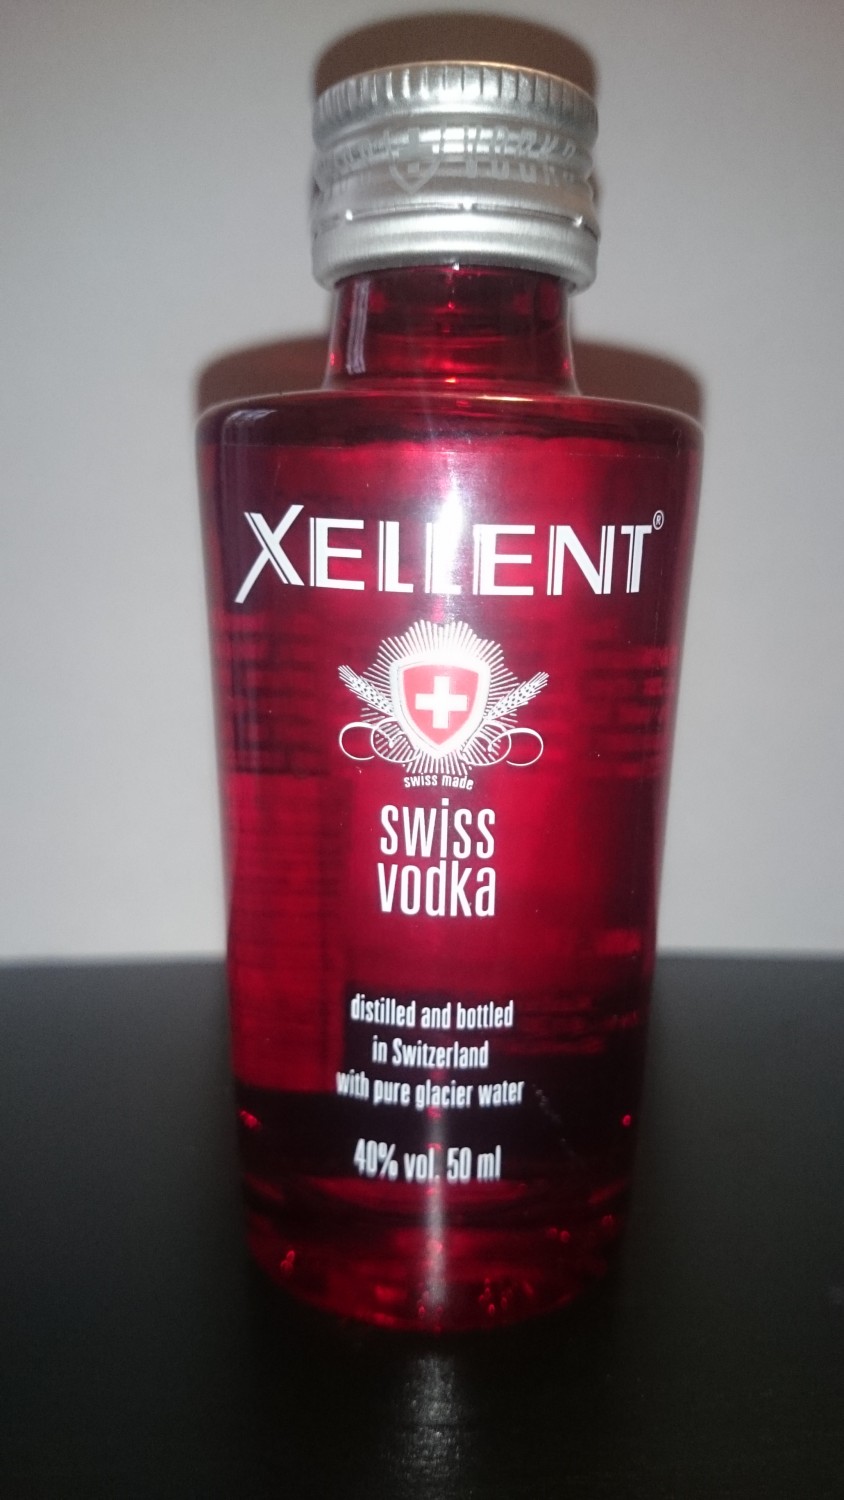 XELLENT®
swiss made
swiss
vodka
distilled and bottled
in Switzerland
with pure glacier water
40% vol. 50 ml